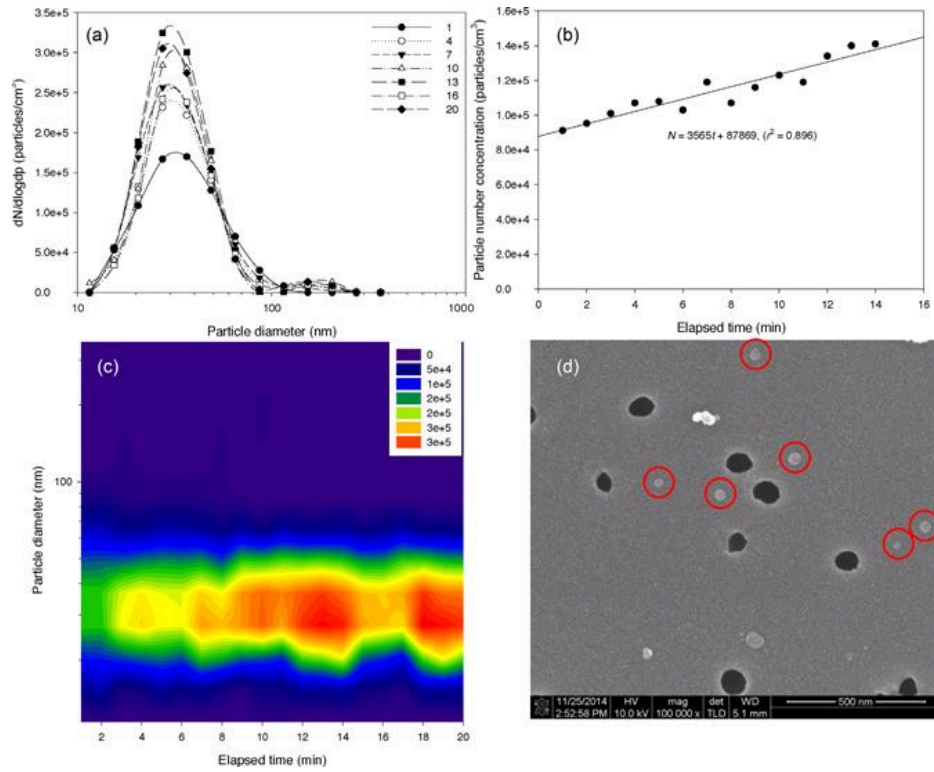 (a)
1
4
7
10
13
16
20
3.5e+5
3.0e+5
2.5e+5
2.0e+5
1.5e+5
1.0e+5
5.0e+4
0.0
dN/dlogdp (particles/cm²)
10 100 1000
Particle diameter (nm)
(b)
1.6e+5
1.4e+5
1.2e+5
1.0e+5
8.0e+4
6.0e+4
4.0e+4
2.0e+4
0.0
Particle number concentration (particles/cm³)
N = 3565t + 87869, (r² = 0.896)
0 2 4 6 8 10 12 14 16
Elapsed time (min)
(c)
0
5e+4
1e+5
2e+5
2e+5
3e+5
3e+5
100
Particle diameter (nm)
2 4 6 8 10 12 14 16 18 20
Elapsed time (min)
(d)
11/25/2014 HV mag det WD
2:52:58 PM 10.0 kV 100 000 x TLD 5.1 mm
500 nm